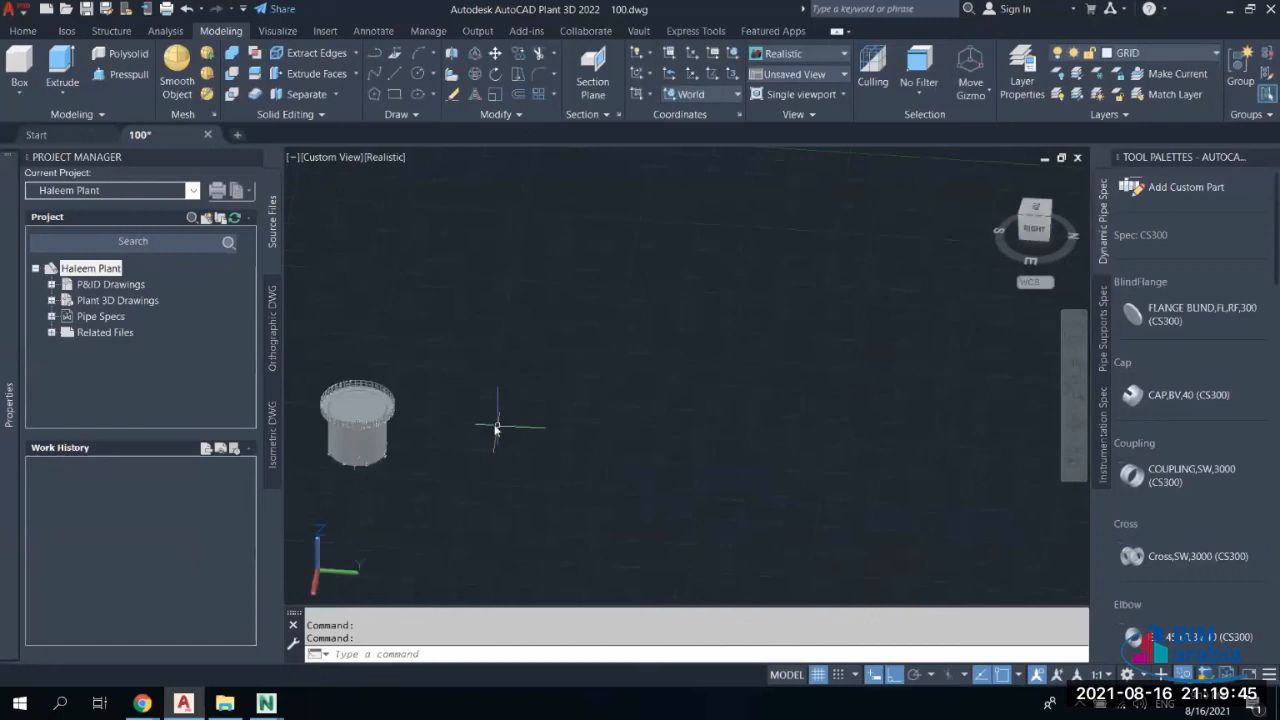 Share
Autodesk AutoCAD Plant 3D 2022 100.dwg
Type a keyword or phrase
Sign In
Home Isos Structure Analysis Modeling Visualize Insert Annotate Manage Output Add-ins Collaborate Vault Express Tools Featured Apps
Box
Extrude
Polysolid
Presspull
Smooth
Object
Extract Edges
Extrude Faces
Separate
Section
Plane
Realistic
Unsaved View
World
Single viewport
Culling
No Filter
Move
Gizmo
Layer
Properties
GRID
Make Current
Match Layer
Group
Modeling Mesh Solid Editing Draw Modify Section Coordinates View Selection Layers Groups
Start
100*
PROJECT MANAGER
Current Project:
Haleem Plant
Project
Search
Haleem Plant
P&ID Drawings
Plant 3D Drawings
Pipe Specs
Related Files
Work History
Properties
Source Files
Orthographic DWG
Isometric DWG
[−][Custom View][Realistic]
RIGHT
S
N
E
WCS
Z
Y
Command:
Command:
Type a command
TOOL PALETTES - AUTOCA...
Dynamic Pipe Spec
Pipe Supports Spec
Instrumentation Spec
Add Custom Part
Spec: CS300
BlindFlange
FLANGE BLIND,FL,RF,300
(CS300)
Cap
CAP,BV,40 (CS300)
Coupling
COUPLING,SW,3000
(CS300)
Cross
Cross,SW,3000 (CS300)
Elbow
(CS300)
BIM
arabia
MODEL
1:1
2021-08-16 21:19:45
ENG
8/16/2021